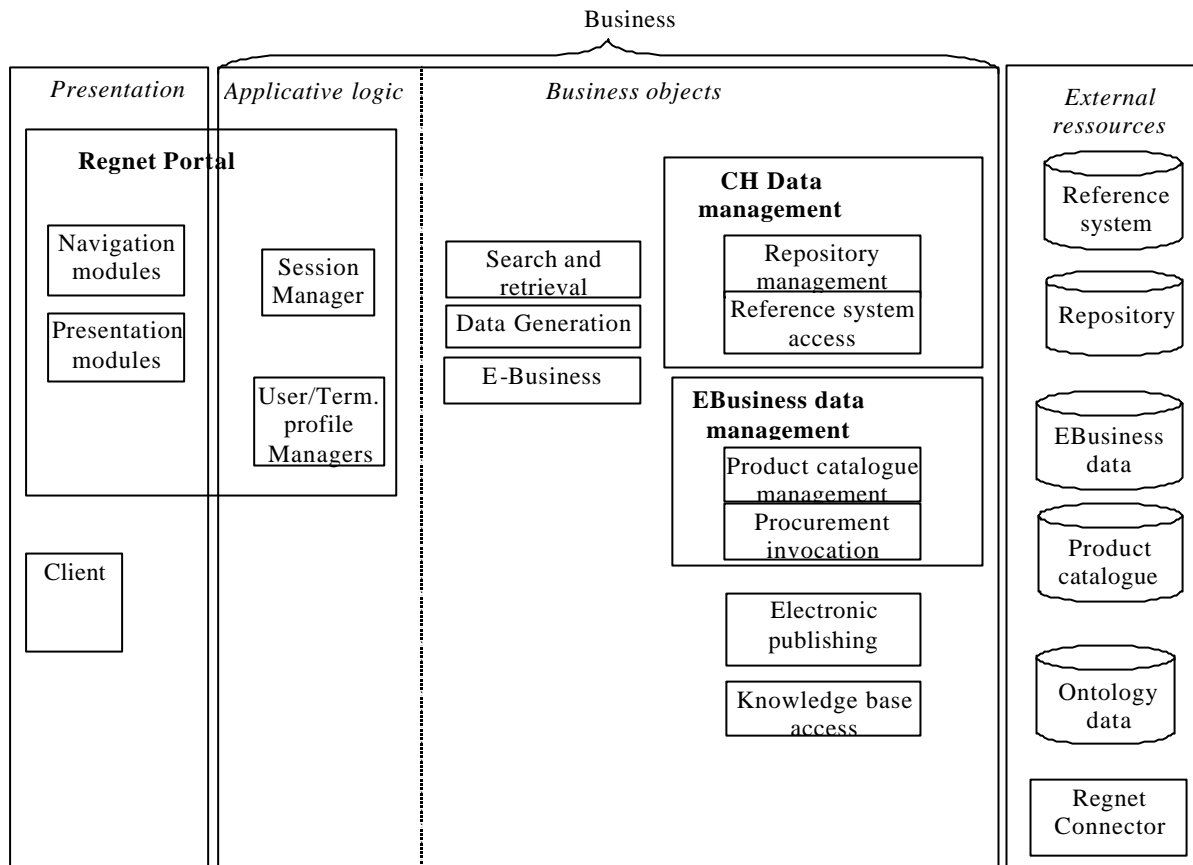 Business
Presentation
Applicative logic
Business objects
External
ressources
Regnet Portal
Navigation
modules
Presentation
modules
Session
Manager
User/Term.
profile
Managers
Client
Search and
retrieval
Data Generation
E-Business
CH Data
management
Repository
management
Reference system
access
EBusiness data
management
Product catalogue
management
Procurement
invocation
Electronic
publishing
Knowledge base
access
Reference
system
Repository
EBusiness
data
Product
catalogue
Ontology
data
Regnet
Connector